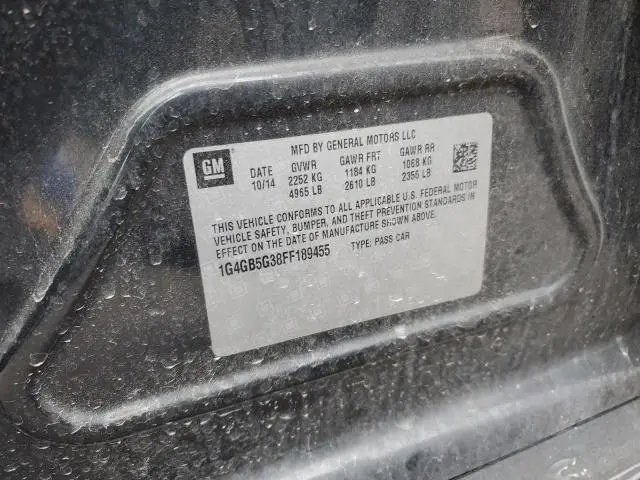 MFD BY GENERAL MOTORS LLC
GM
DATE GVWR GAWR FRT GAWR RR
10/14 2252 KG 1184 KG 1068 KG
4965 LB 2610 LB 2355 LB
THIS VEHICLE CONFORMS TO ALL APPLICABLE U.S. FEDERAL MOTOR
VEHICLE SAFETY, BUMPER, AND THEFT PREVENTION STANDARDS IN
EFFECT ON THE DATE OF MANUFACTURE SHOWN ABOVE.
1G4GB5G38FF189455 TYPE: PASS CAR